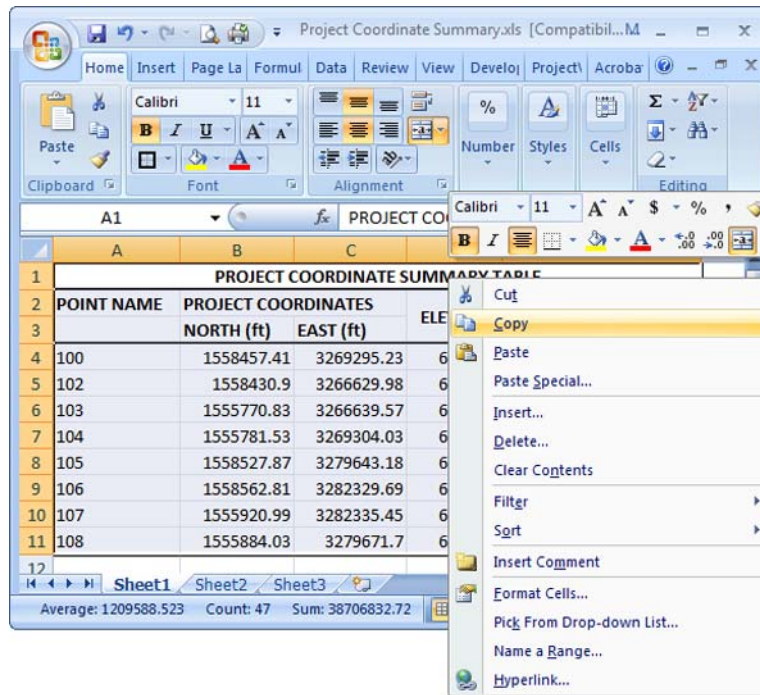 Project Coordinate Summary.xls [Compatibil...M
Home Insert Page La Formul Data Review View Develo Project Acroba
Paste
Clipboard
Calibri 11
B I U A A
Font
Alignment
%
Number
Styles
Cells
Σ
Editing
A1
fx PROJECT CO
Calibri 11 A A $ % ,
B I A .00 .00
A B C
1 PROJECT COORDINATE SUMMARY TABLE
2 POINT NAME PROJECT COORDINATES
ELE
3 NORTH (ft) EAST (ft)
4 100 1558457.41 3269295.23 6
5 102 1558430.9 3266629.98 6
6 103 1555770.83 3266639.57 6
7 104 1555781.53 3269304.03 6
8 105 1558527.87 3279643.18 6
9 106 1558562.81 3282329.69 6
10 107 1555920.99 3282335.45 6
11 108 1555884.03 3279671.7 6
12
Sheet1 Sheet2 Sheet3
Average: 1209588.523 Count: 47 Sum: 38706832.72
Cut
Copy
Paste
Paste Special...
Insert...
Delete...
Clear Contents
Filter
Sort
Insert Comment
Format Cells...
Pick From Drop-down List...
Name a Range...
Hyperlink...